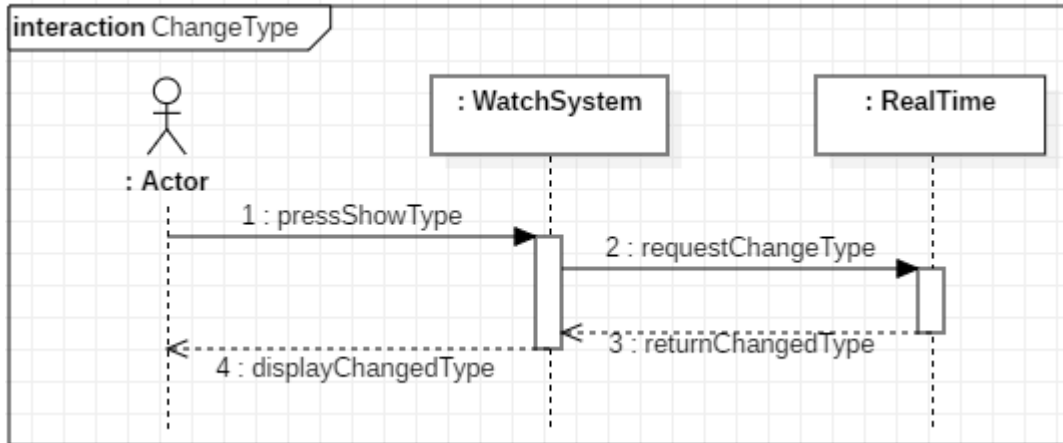 interaction ChangeType
: WatchSystem
: RealTime
: Actor
1 : pressShowType
2 : requestChangeType
3 : returnChangedType
4 : displayChangedType